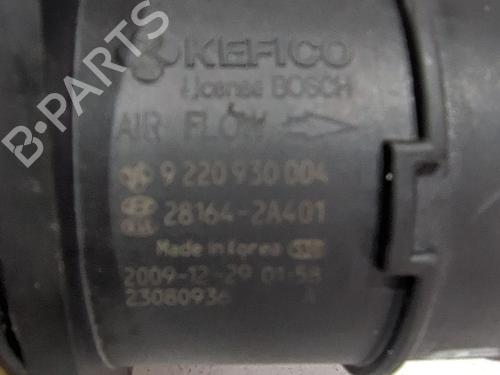 KEFICO
License BOSCH
AIR FLOW
9 220 930 004
28164-2A401
Made in Korea
2009-12-29 01:58
23080936 A
B-PARTS